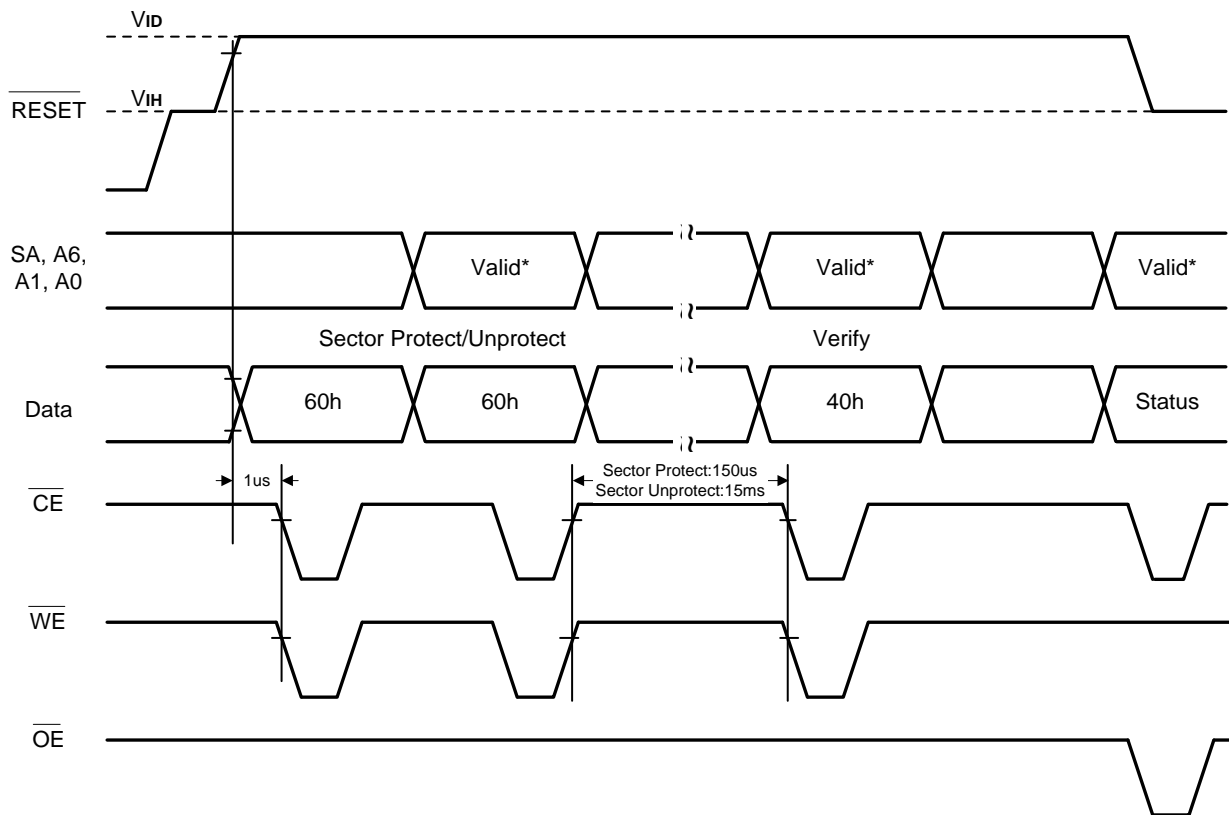 VID
RESET
VIH
SA, A6,
A1, A0
Valid*
Valid*
Valid*
Sector Protect/Unprotect
Verify
Data
60h
60h
40h
Status
1us
Sector Protect:150us
Sector Unprotect:15ms
CE
WE
OE